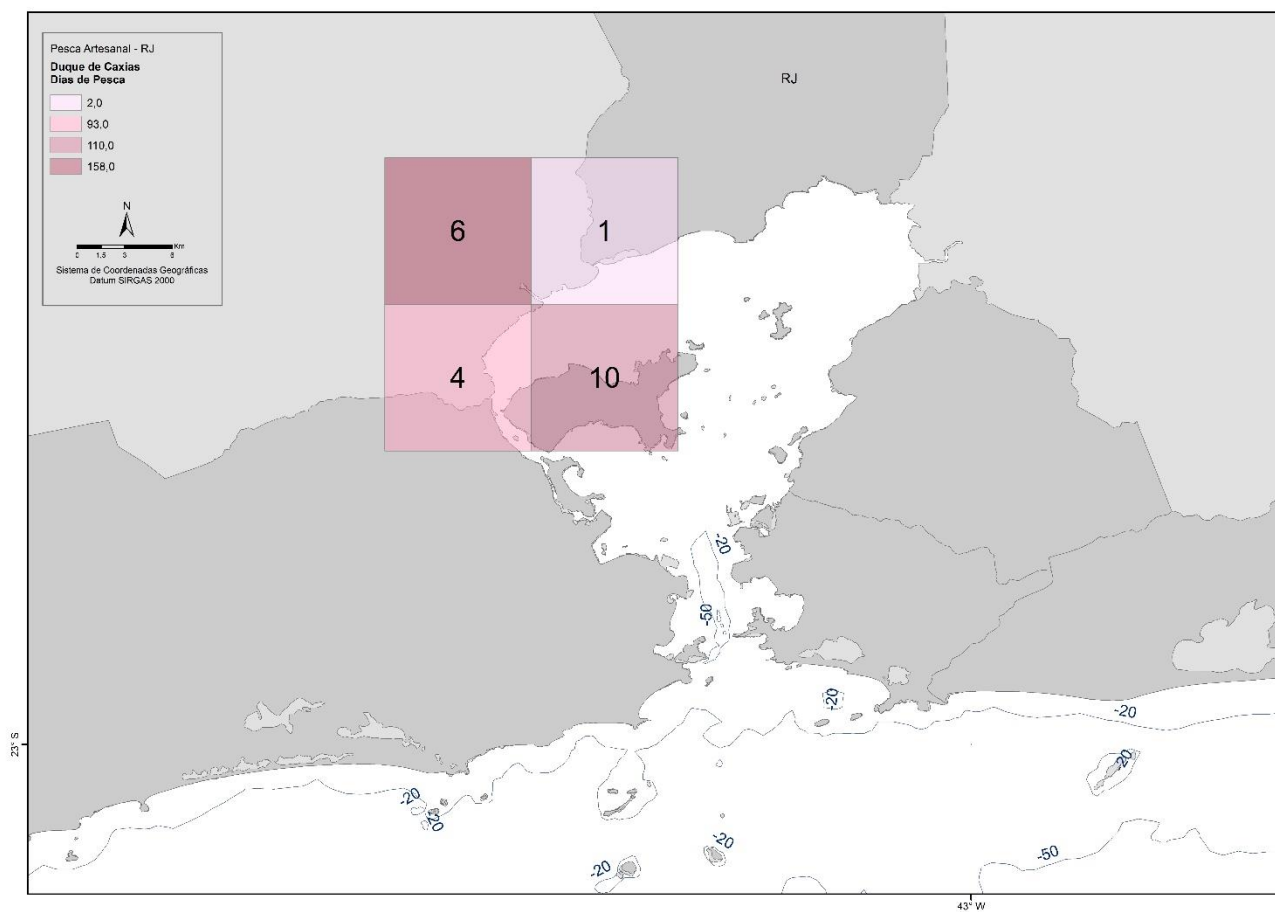 Pesca Artesanal - RJ
Duque de Caxias
Dias de Pesca
2,0
93,0
110,0
158,0
N
0 1,5 3 6 Km
Sistema de Coordenadas Geográficas
Datum SIRGAS 2000
RJ
6
1
4
10
-20
-50
-20
-20
-20
-20
-20
-20
-20
-50
23° S
43° W